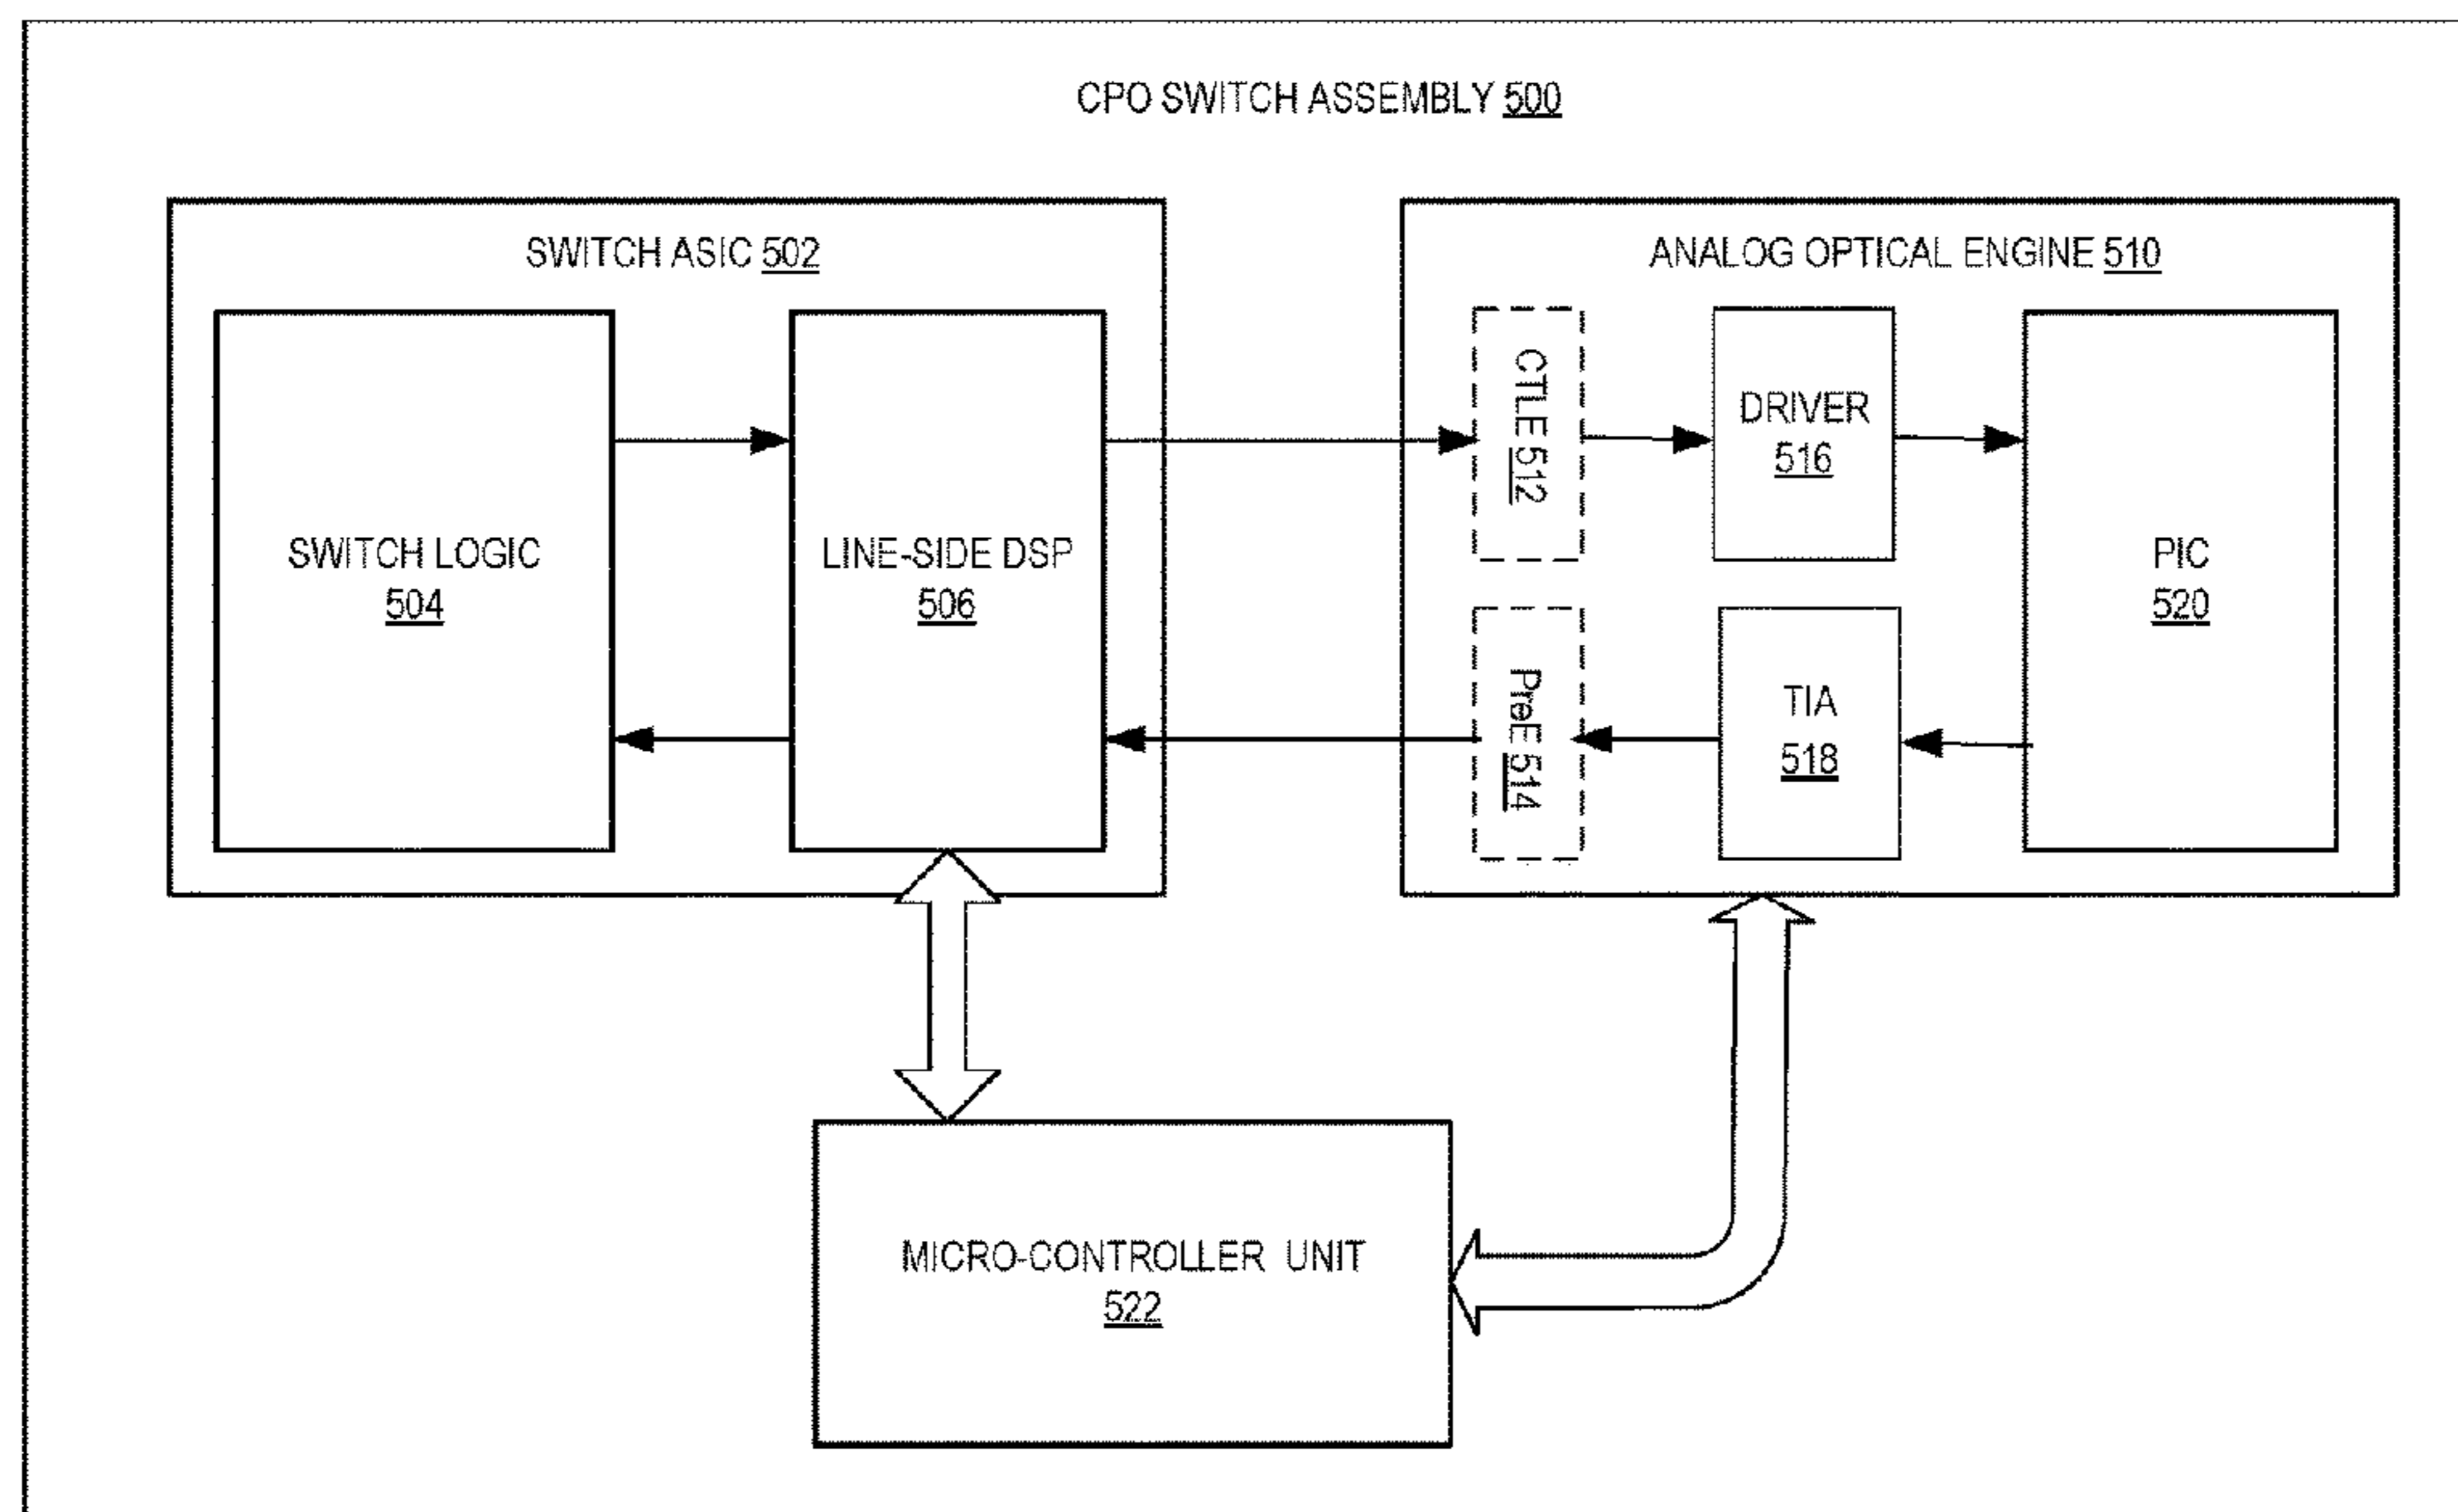 CPO SWITCH ASSEMBLY 500
SWITCH ASIC 502
ANALOG OPTICAL ENGINE 510
SWITCH LOGIC
504
LINE-SIDE DSP
506
CTLE 512
DRIVER
516
PreE 514
TIA
518
PIC
520
MICRO-CONTROLLER UNIT
522